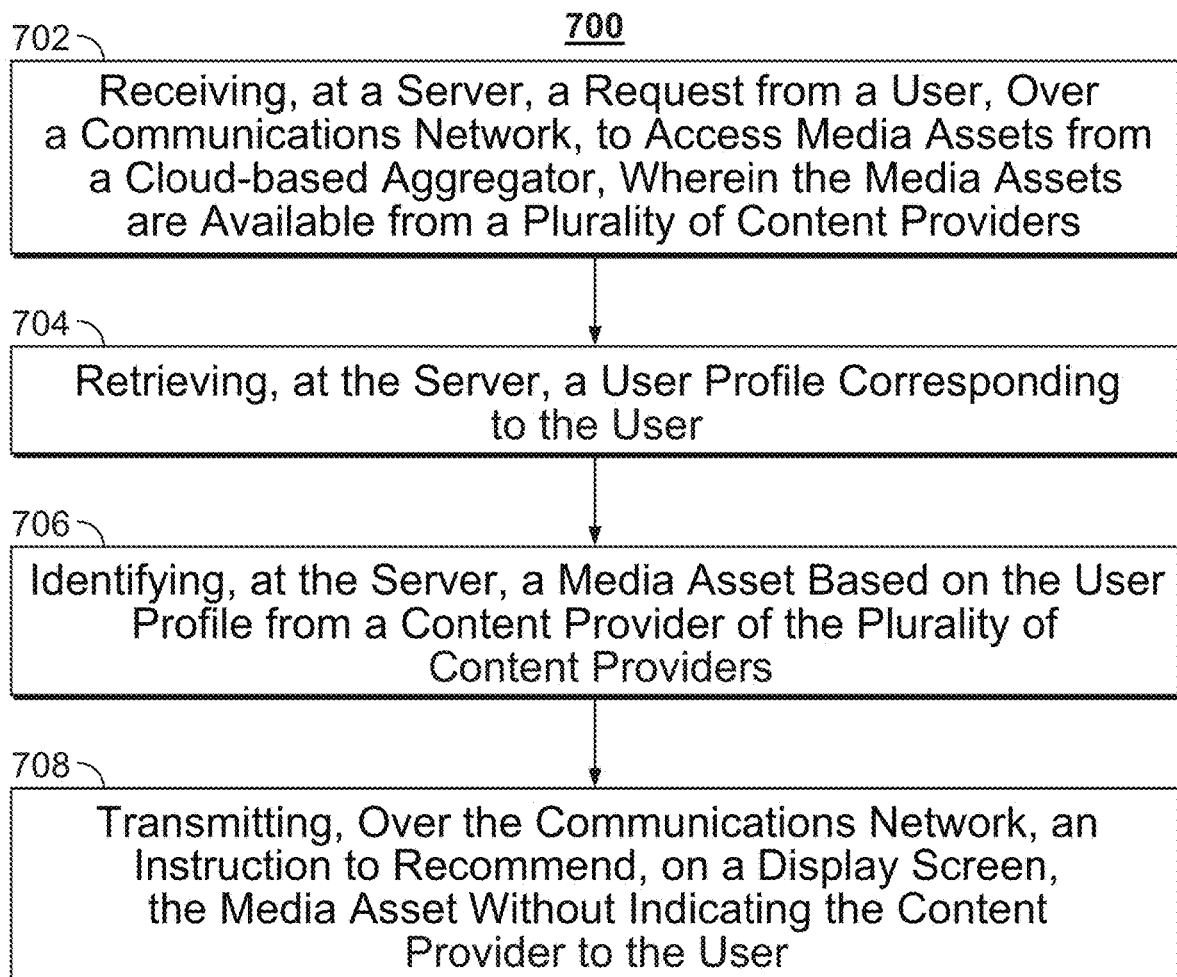 700
702
Receiving, at a Server, a Request from a User, Over
a Communications Network, to Access Media Assets from
a Cloud-based Aggregator, Wherein the Media Assets
are Available from a Plurality of Content Providers
704
Retrieving, at the Server, a User Profile Corresponding
to the User
706
Identifying, at the Server, a Media Asset Based on the User
Profile from a Content Provider of the Plurality of
Content Providers
708
Transmitting, Over the Communications Network, an
Instruction to Recommend, on a Display Screen,
the Media Asset Without Indicating the Content
Provider to the User